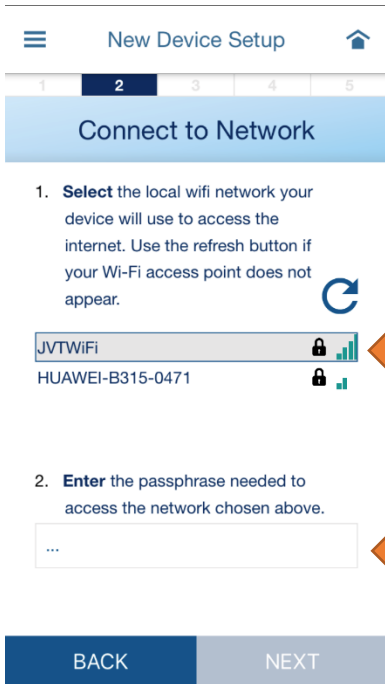 New Device Setup
1 2 3 4 5
Connect to Network
1. Select the local wifi network your
device will use to access the
internet. Use the refresh button if
your Wi-Fi access point does not
appear.
JVTWiFi
HUAWEI-B315-0471
2. Enter the passphrase needed to
access the network chosen above.
...
BACK NEXT